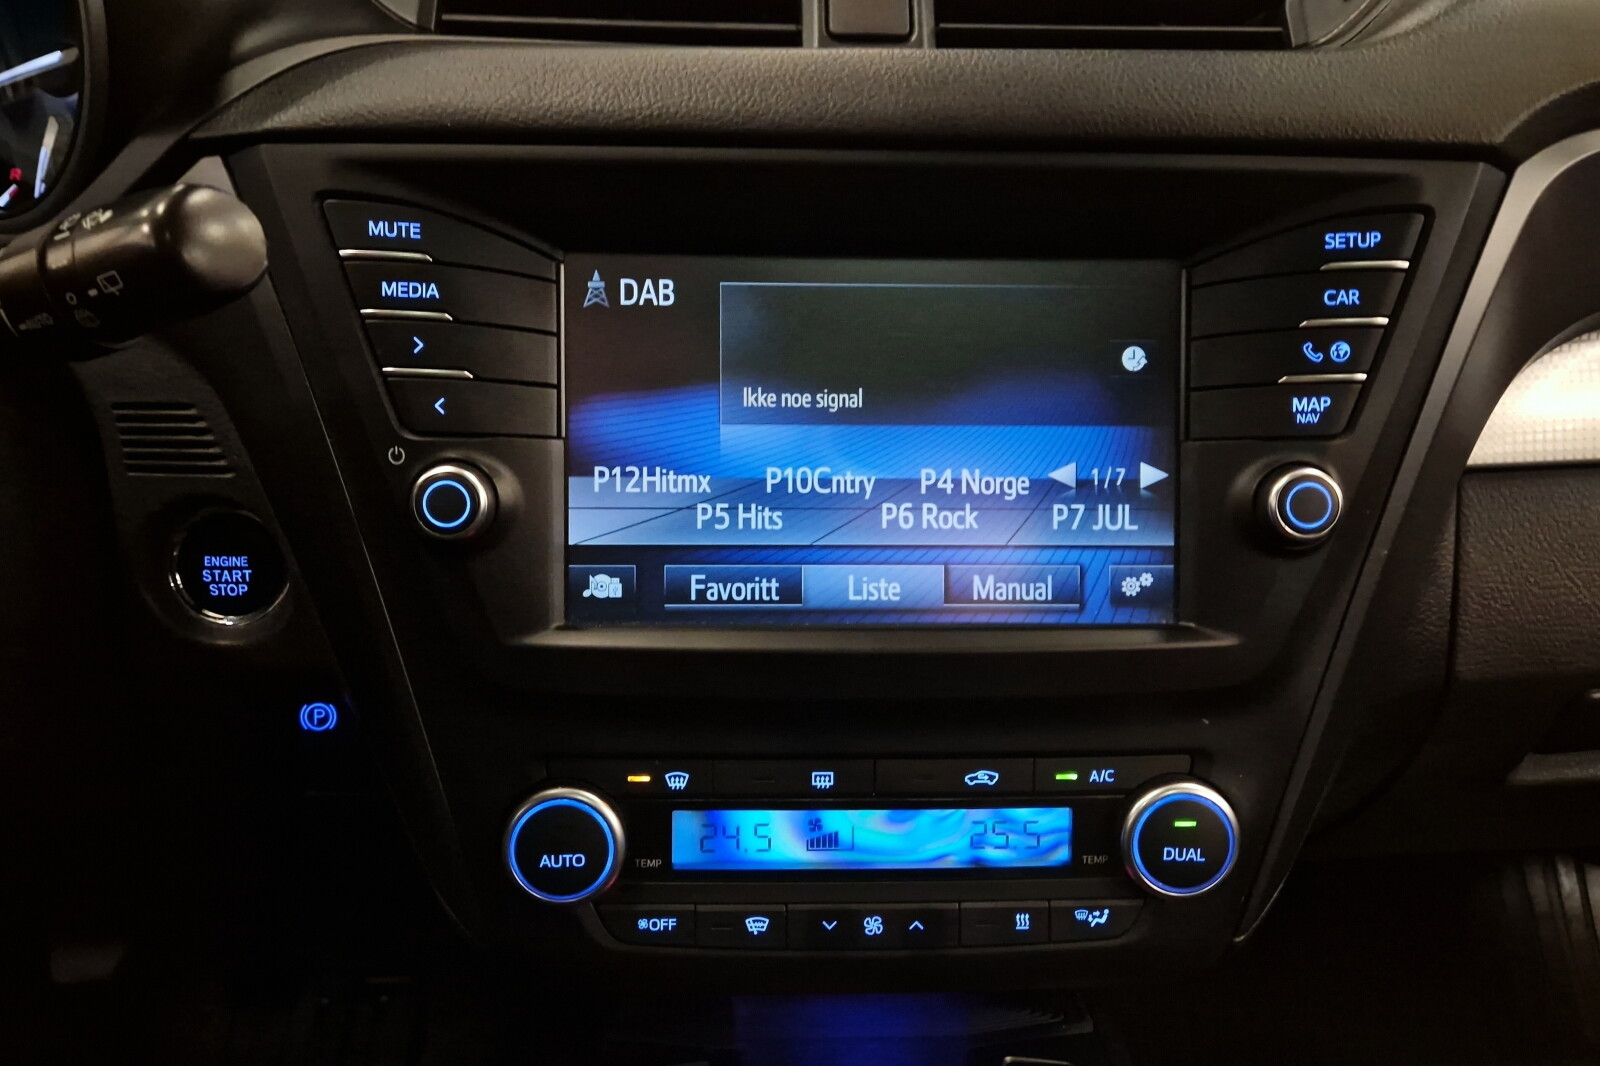 R
MUTE
SETUP
MEDIA
CAR
DAB
Ikke noe signal
MAP
NAV
P12Hitmx P10Cntry P4 Norge 1/7
P5 Hits P6 Rock P7 JUL
Favoritt Liste Manual
ENGINE
START
STOP
P
A/C
24.5 25.5
AUTO TEMP TEMP DUAL
OFF
AUTO